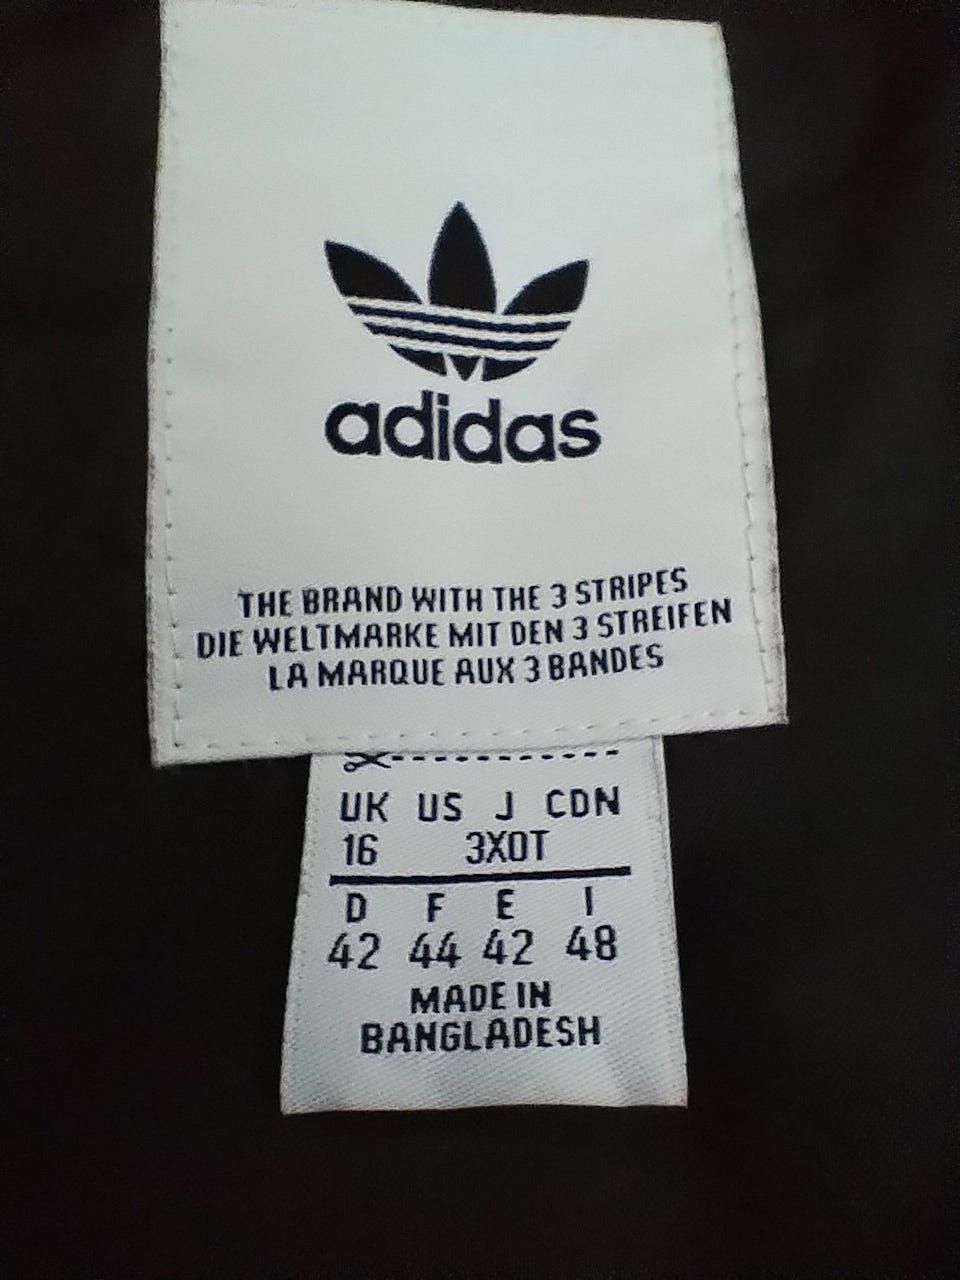 adidas
THE BRAND WITH THE 3 STRIPES
DIE WELTMARKE MIT DEN 3 STREIFEN
LA MARQUE AUX 3 BANDES
UK US J CDN
16 3XOT
D F E I
42 44 42 48
MADE IN
BANGLADESH